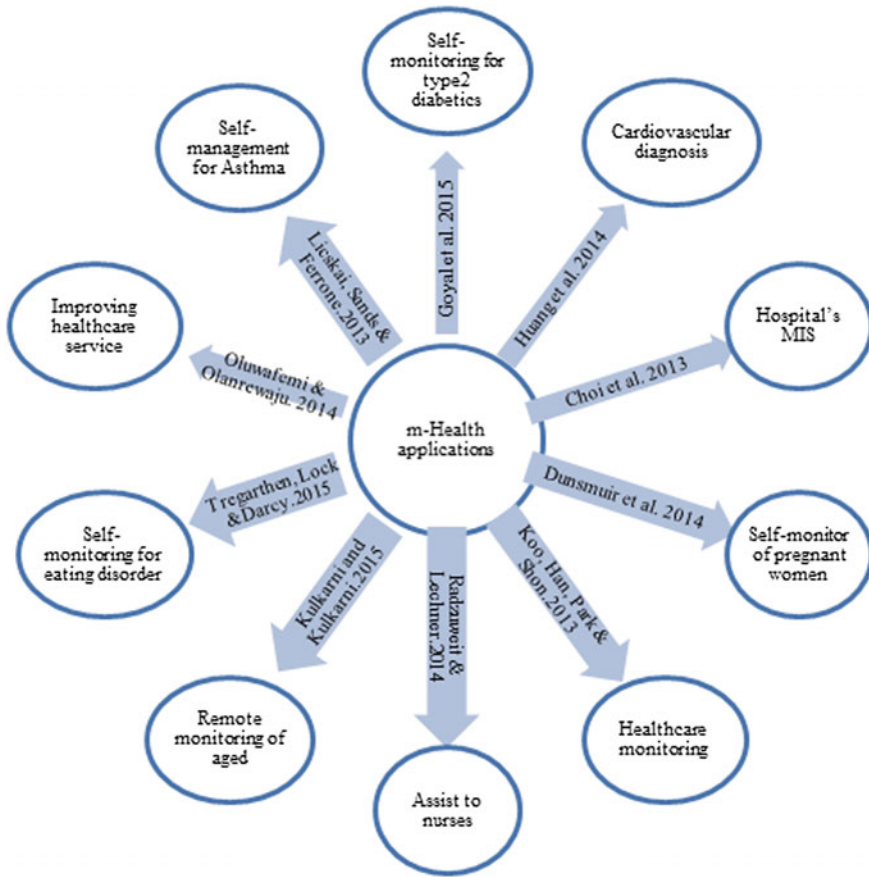 Self-
monitoring for
type2
diabetics
Cardiovascular
diagnosis
Hospital's
MIS
Self-monitor
of pregnant
women
Healthcare
monitoring
Assist to
nurses
Remote
monitoring of
aged
Self-
monitoring for
eating disorder
Improving
healthcare
service
Self-
management
for Asthma
m-Health
applications
Goyal et al. 2015
Huang et al. 2014
Choi et al. 2013
Dunsmuir et al. 2014
Koo, Han, Park &
Shon.2013
Radzuweit &
Lechner.2014
Kulkarni and
Kulkarni.2015
Tregarthen, Lock
&Darcy.2015
Oluwafemi &
Olanrewaju. 2014
Licskai, Sands &
Ferrone.2013